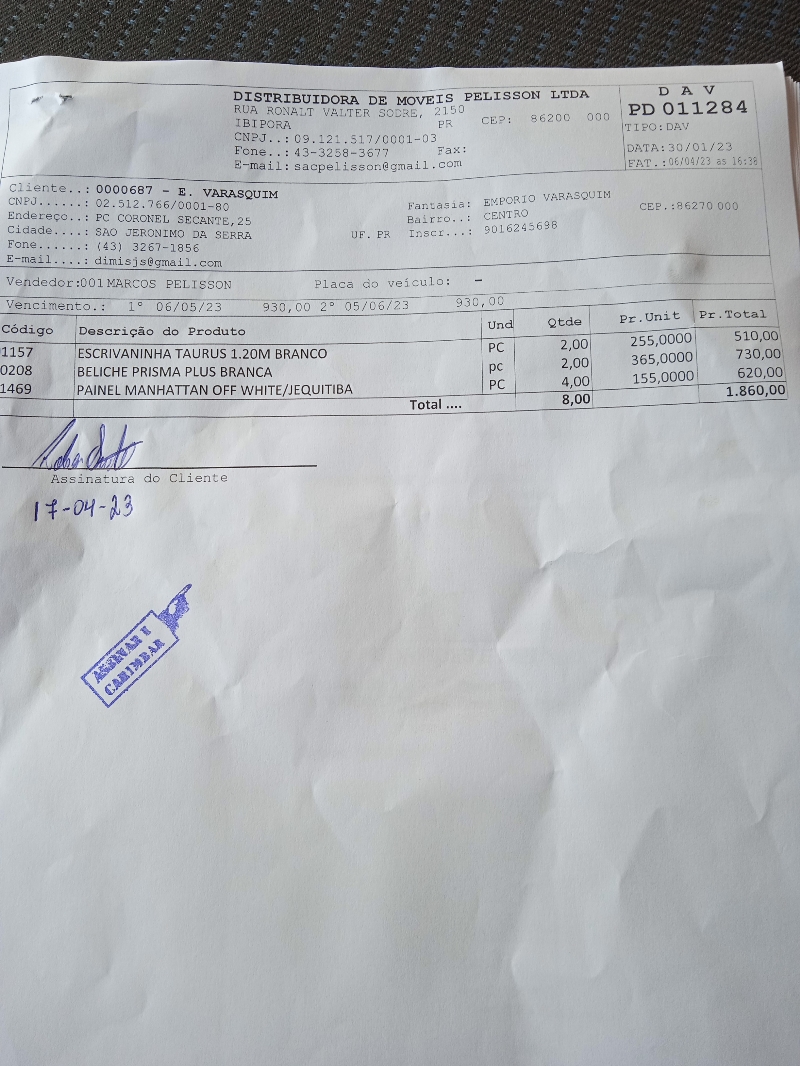 DISTRIBUIDORA DE MOVEIS PELISSON LTDA
RUA RONALT VALTER SODRE, 2150
IBIPORA PR CEP: 86200 000
CNPJ..: 09.121.517/0001-03
Fone..: 43-3258-3677 Fax:
E-mail: sacpelisson@gmail.com
D A V
PD 011284
TIPO: DAV
DATA: 30/01/23
FAT.: 06/04/23 as 16:38
Cliente..: 0000687 - E. VARASQUIM
CNPJ......: 02.512.766/0001-80 Fantasia: EMPORIO VARASQUIM CEP.:86270 000
Endereço..: PC CORONEL SECANTE,25 Bairro..: CENTRO
Cidade....: SAO JERONIMO DA SERRA UF. PR Inscr...: 9016245698
Fone......: (43) 3267-1856
E-mail....: dimisjs@gmail.com
Vendedor:001 MARCOS PELISSON Placa do veículo: -
Vencimento.: 1º 06/05/23 930,00 2º 05/06/23 930,00
Código Descrição do Produto Und Qtde Pr.Unit Pr.Total
1157 ESCRIVANINHA TAURUS 1.20M BRANCO PC 2,00 255,0000 510,00
0208 BELICHE PRISMA PLUS BRANCA pc 2,00 365,0000 730,00
1469 PAINEL MANHATTAN OFF WHITE/JEQUITIBA PC 4,00 155,0000 620,00
Total .... 8,00 1.860,00
Assinatura do Cliente
17-04-23
ASSINAR E
CARIMBAR